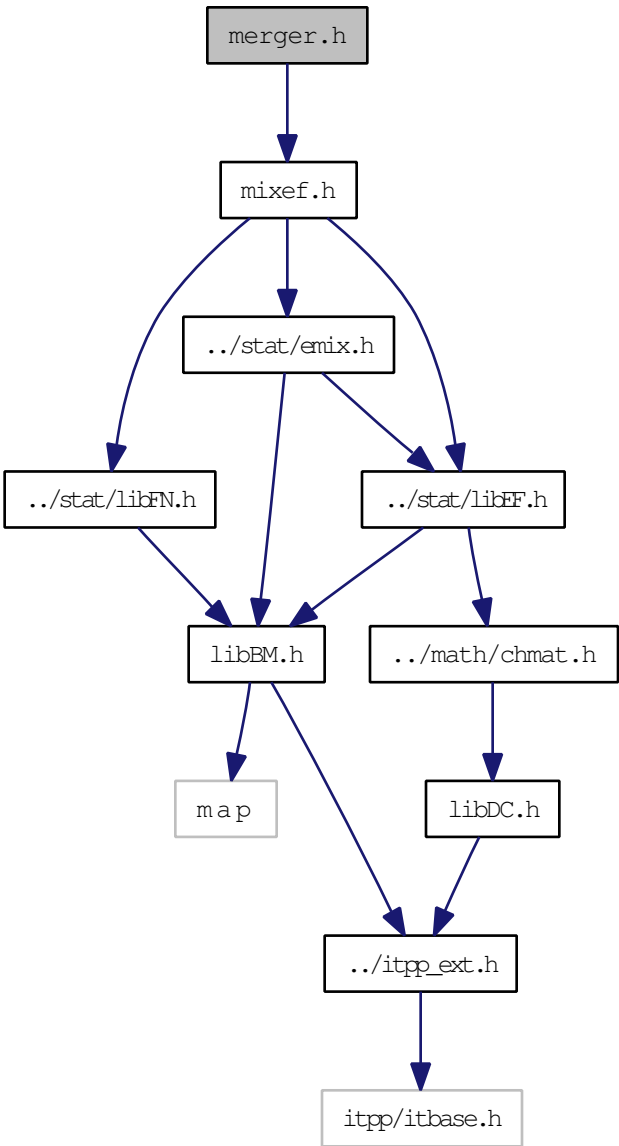 merger.h
mixef.h
../stat/emix.h
../stat/libFN.h
../stat/libEF.h
libBM.h
../math/chmat.h
map
libDC.h
../itpp_ext.h
itpp/itbase.h